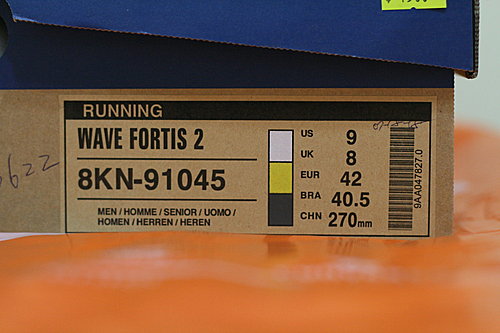 RUNNING
WAVE FORTIS 2
8KN-91045
MEN / HOMME / SENIOR / UOMO /
HOMEN / HERREN / HEREN
US 9
UK 8
EUR 42
BRA 40.5
CHN 270mm
9AA047827.0